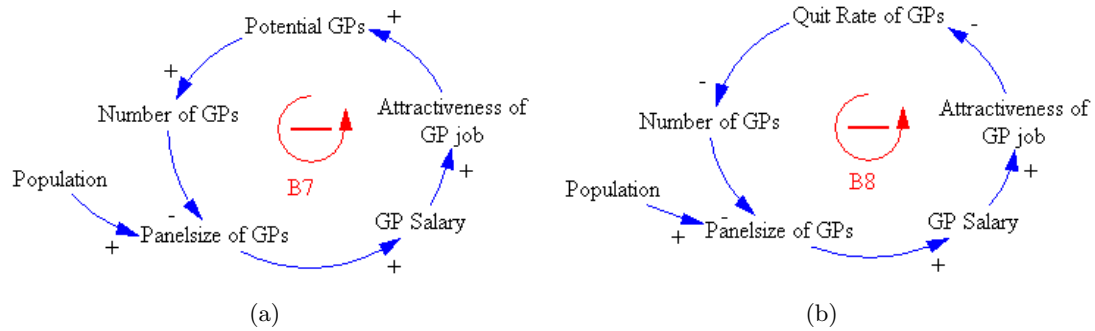 Potential GPs
+
+
Number of GPs
Attractiveness of
GP job
B7
+
Population
-
+
Panelsize of GPs
GP Salary
+
(a)
Quit Rate of GPs
-
-
Number of GPs
Attractiveness of
GP job
B8
+
Population
-
+
Panelsize of GPs
GP Salary
+
(b)